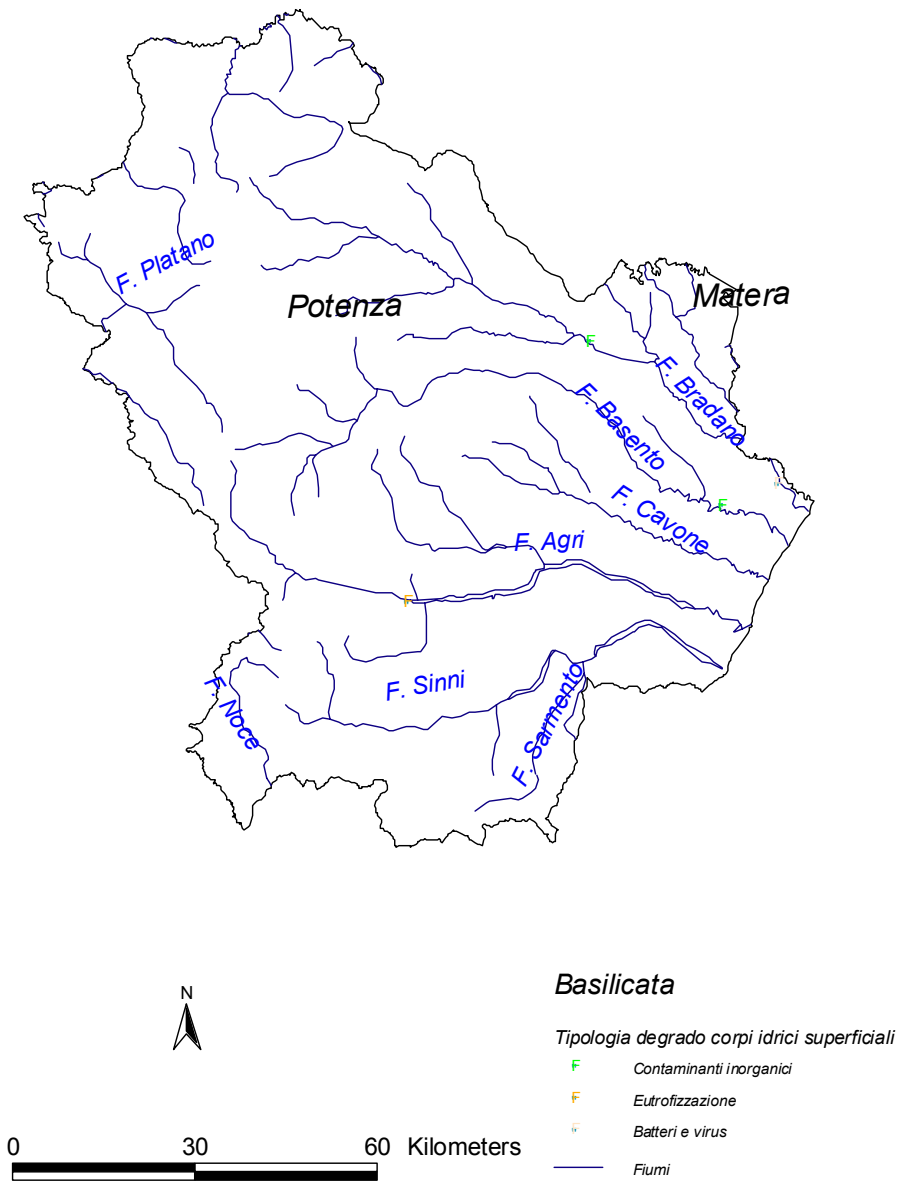 F. Platano
Potenza
Matera
F
F. Bradano
F. Basento
F
F. Cavone
F. Agri
F
F. Sinni
F. Noce
F. Sarmento
Basilicata
N
Tipologia degrado corpi idrici superficiali
F Contaminanti inorganici
F Eutrofizzazione
F Batteri e virus
Fiumi
0 30 60 Kilometers